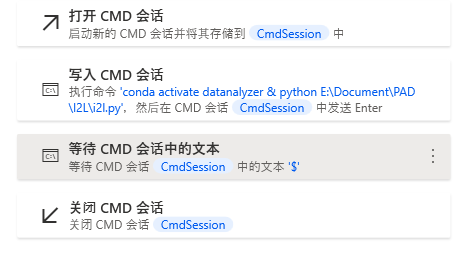 打开 CMD 会话
启动新的 CMD 会话并将其存储到 CmdSession 中
写入 CMD 会话
执行命令 'conda activate datanalyzer & python E:\Document\PAD
\I2L\i2l.py'，然后在 CMD 会话 CmdSession 中发送 Enter
等待 CMD 会话中的文本
等待 CMD 会话 CmdSession 中的文本 '$'
关闭 CMD 会话
关闭 CMD 会话 CmdSession